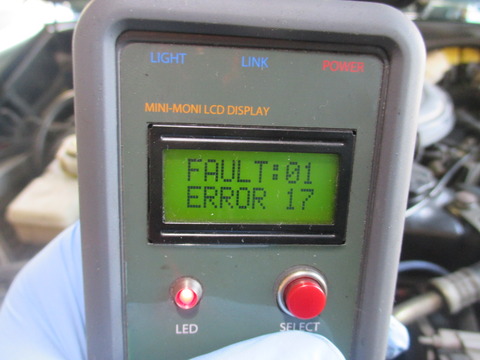 LIGHT LINK POWER
MINI-MONI LCD DISPLAY
FAULT:01
ERROR 17
LED SELECT